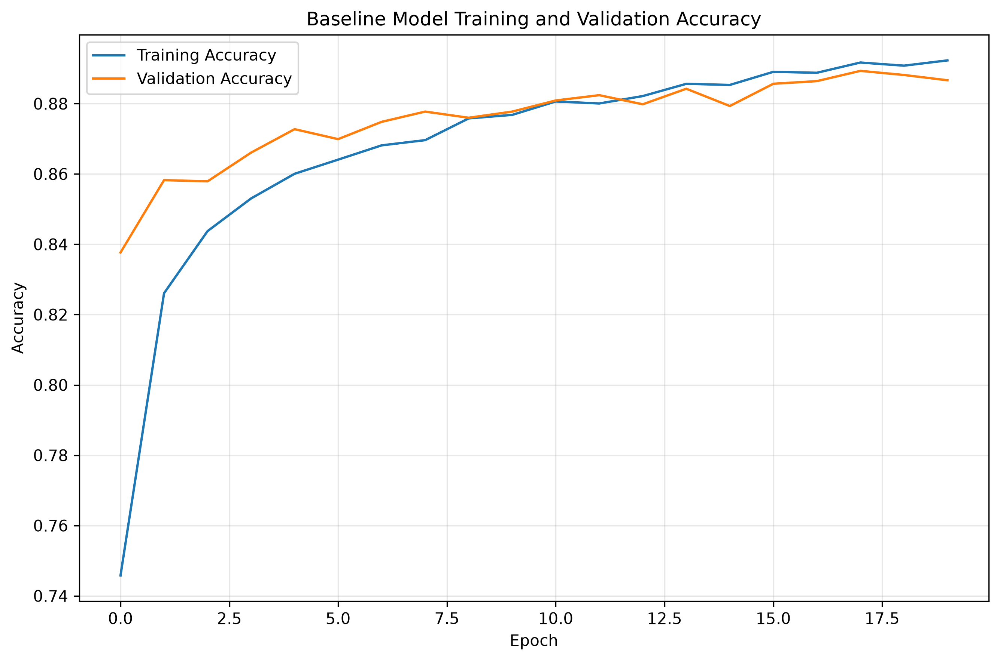 Baseline Model Training and Validation Accuracy
Training Accuracy
Validation Accuracy
Accuracy
0.88
0.86
0.84
0.82
0.80
0.78
0.76
0.74
0.0 2.5 5.0 7.5 10.0 12.5 15.0 17.5
Epoch